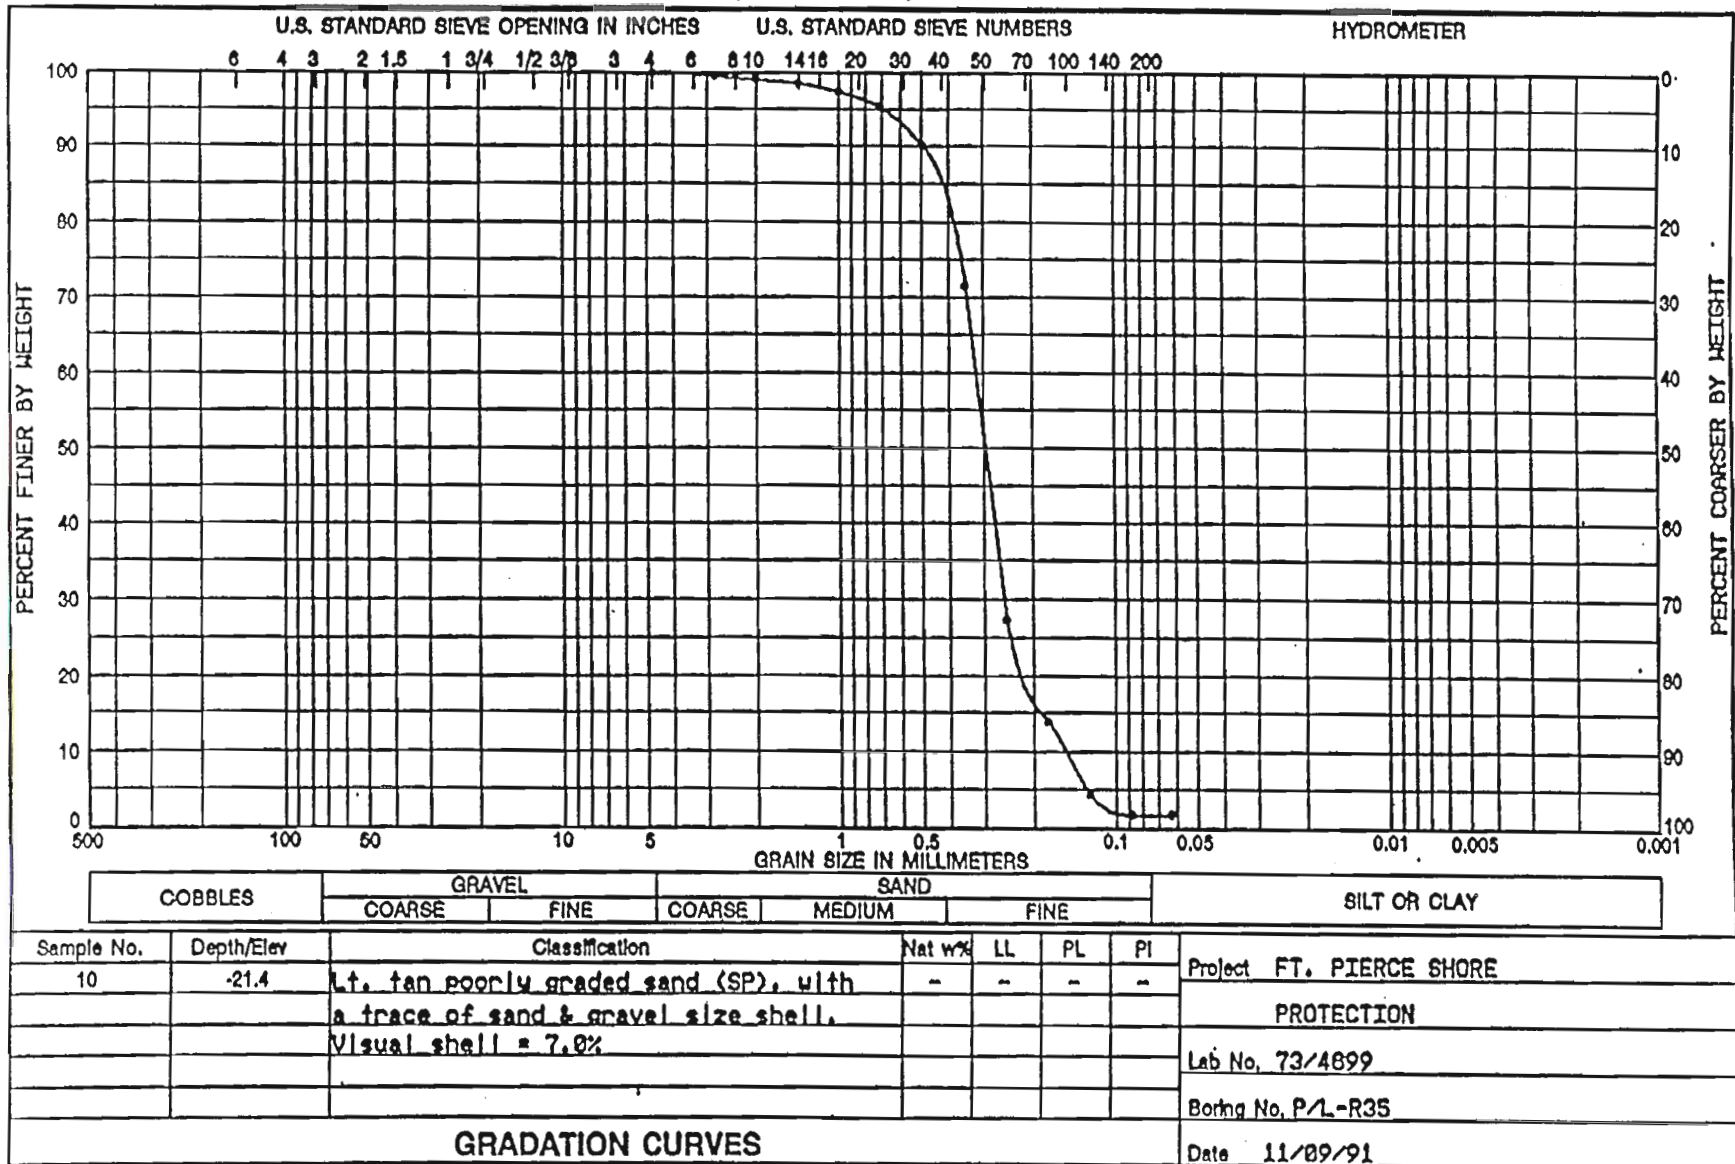 U.S. STANDARD SIEVE OPENING IN INCHES U.S. STANDARD SIEVE NUMBERS HYDROMETER
6 4 3 2 1.5 1 3/4 1/2 3/8 3 4 6 8 10 14 16 20 30 40 50 70 100 140 200
100 0
90 10
80 20
70 30
60 40
50 50
40 60
30 70
20 80
10 90
0 100
PERCENT FINER BY WEIGHT
PERCENT COARSER BY WEIGHT
500 100 50 10 5 1 0.5 0.1 0.05 0.01 0.005 0.001
GRAIN SIZE IN MILLIMETERS
COBBLES GRAVEL SAND SILT OR CLAY
COARSE FINE COARSE MEDIUM FINE
Sample No. Depth/Elev Classification Nat w% LL PL PI
10 -21.4 Lt. tan poorly graded sand (SP), with - - - -
a trace of sand & gravel size shell.
Visual shell = 7.0%
Project FT. PIERCE SHORE
PROTECTION
Lab No. 73/4699
Boring No. P/L-R35
GRADATION CURVES
Date 11/09/91